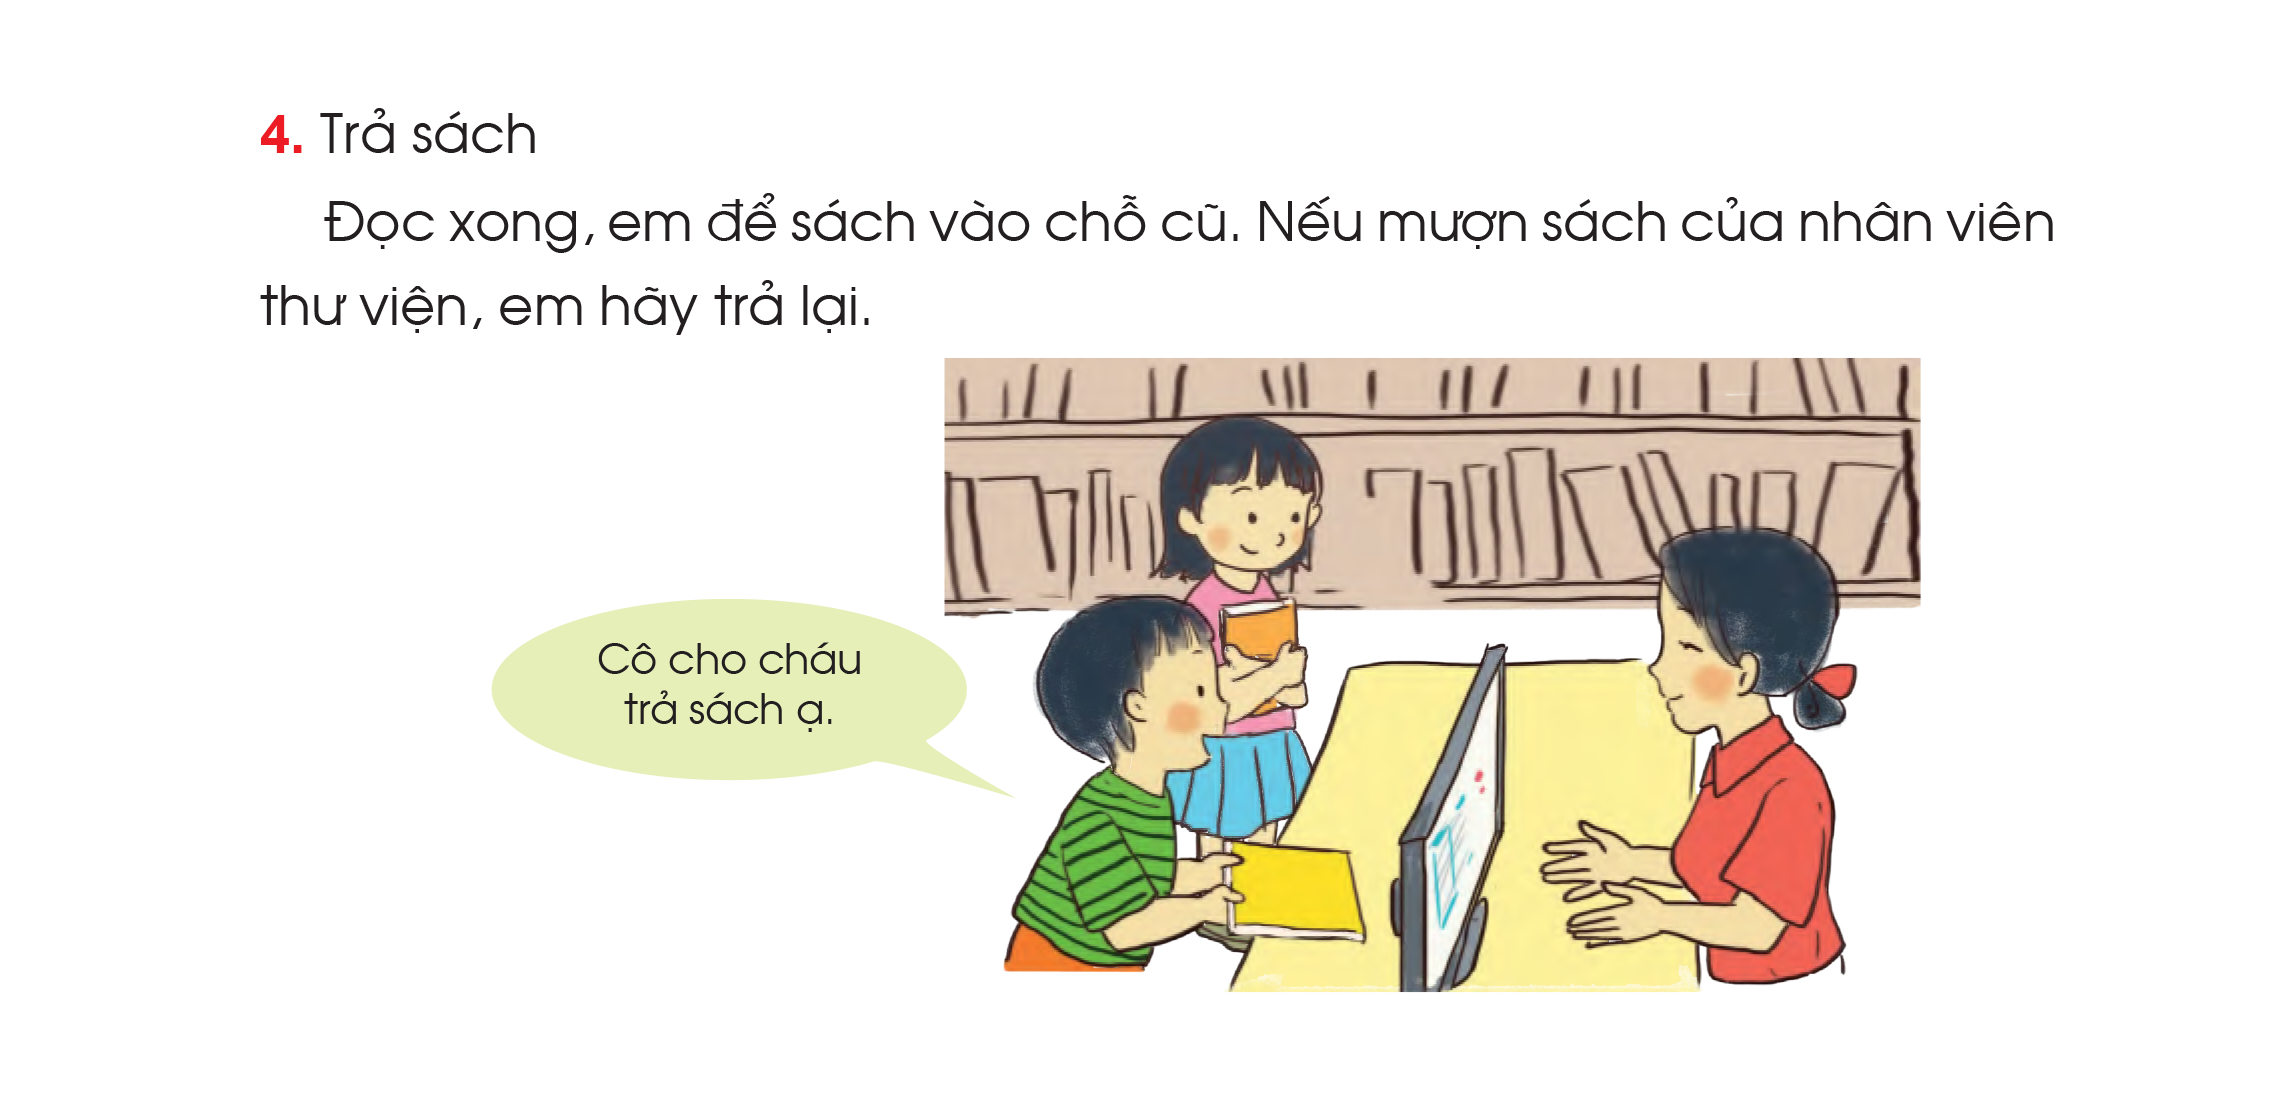 4. Trả sách
Đọc xong, em để sách vào chỗ cũ. Nếu mượn sách của nhân viên
thư viện, em hãy trả lại.
Cô cho cháu
trả sách ạ.